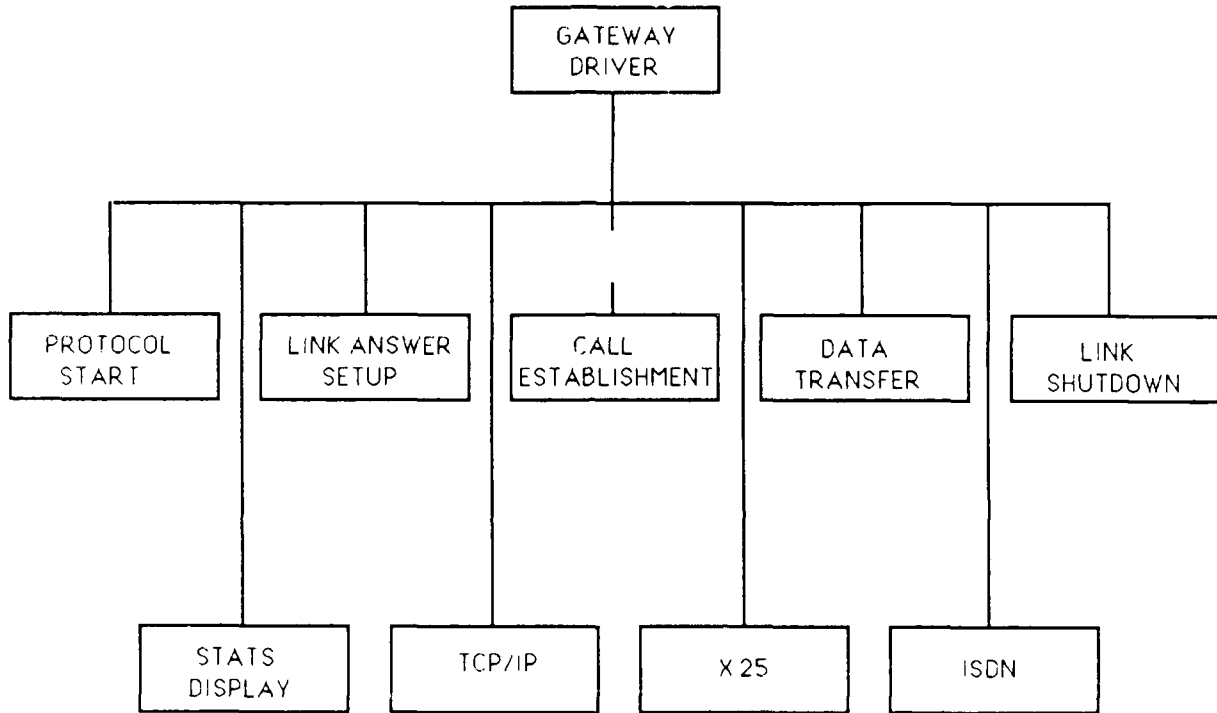 GATEWAY
DRIVER
PROTOCOL
START
LINK ANSWER
SETUP
CALL
ESTABLISHMENT
DATA
TRANSFER
LINK
SHUTDOWN
STATS
DISPLAY
TCP/IP
X 25
ISDN